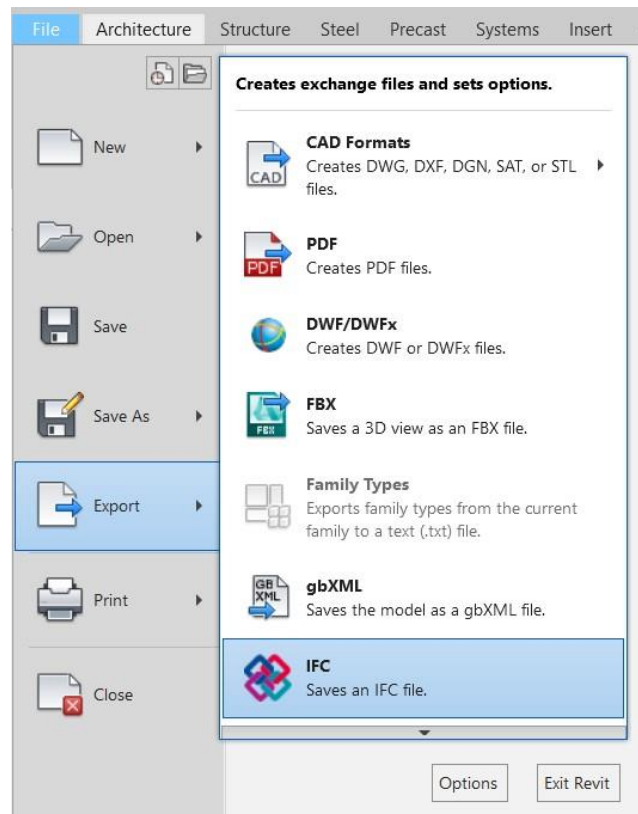 File Architecture Structure Steel Precast Systems Insert
Creates exchange files and sets options.
New
Open
Save
Save As
Export
Print
Close
CAD
CAD Formats
Creates DWG, DXF, DGN, SAT, or STL
files.
PDF
PDF
Creates PDF files.
DWF/DWFx
Creates DWF or DWFx files.
FBX
FBX
Saves a 3D view as an FBX file.
Family Types
Exports family types from the current
family to a text (.txt) file.
GB
XML
gbXML
Saves the model as a gbXML file.
IFC
Saves an IFC file.
Options Exit Revit